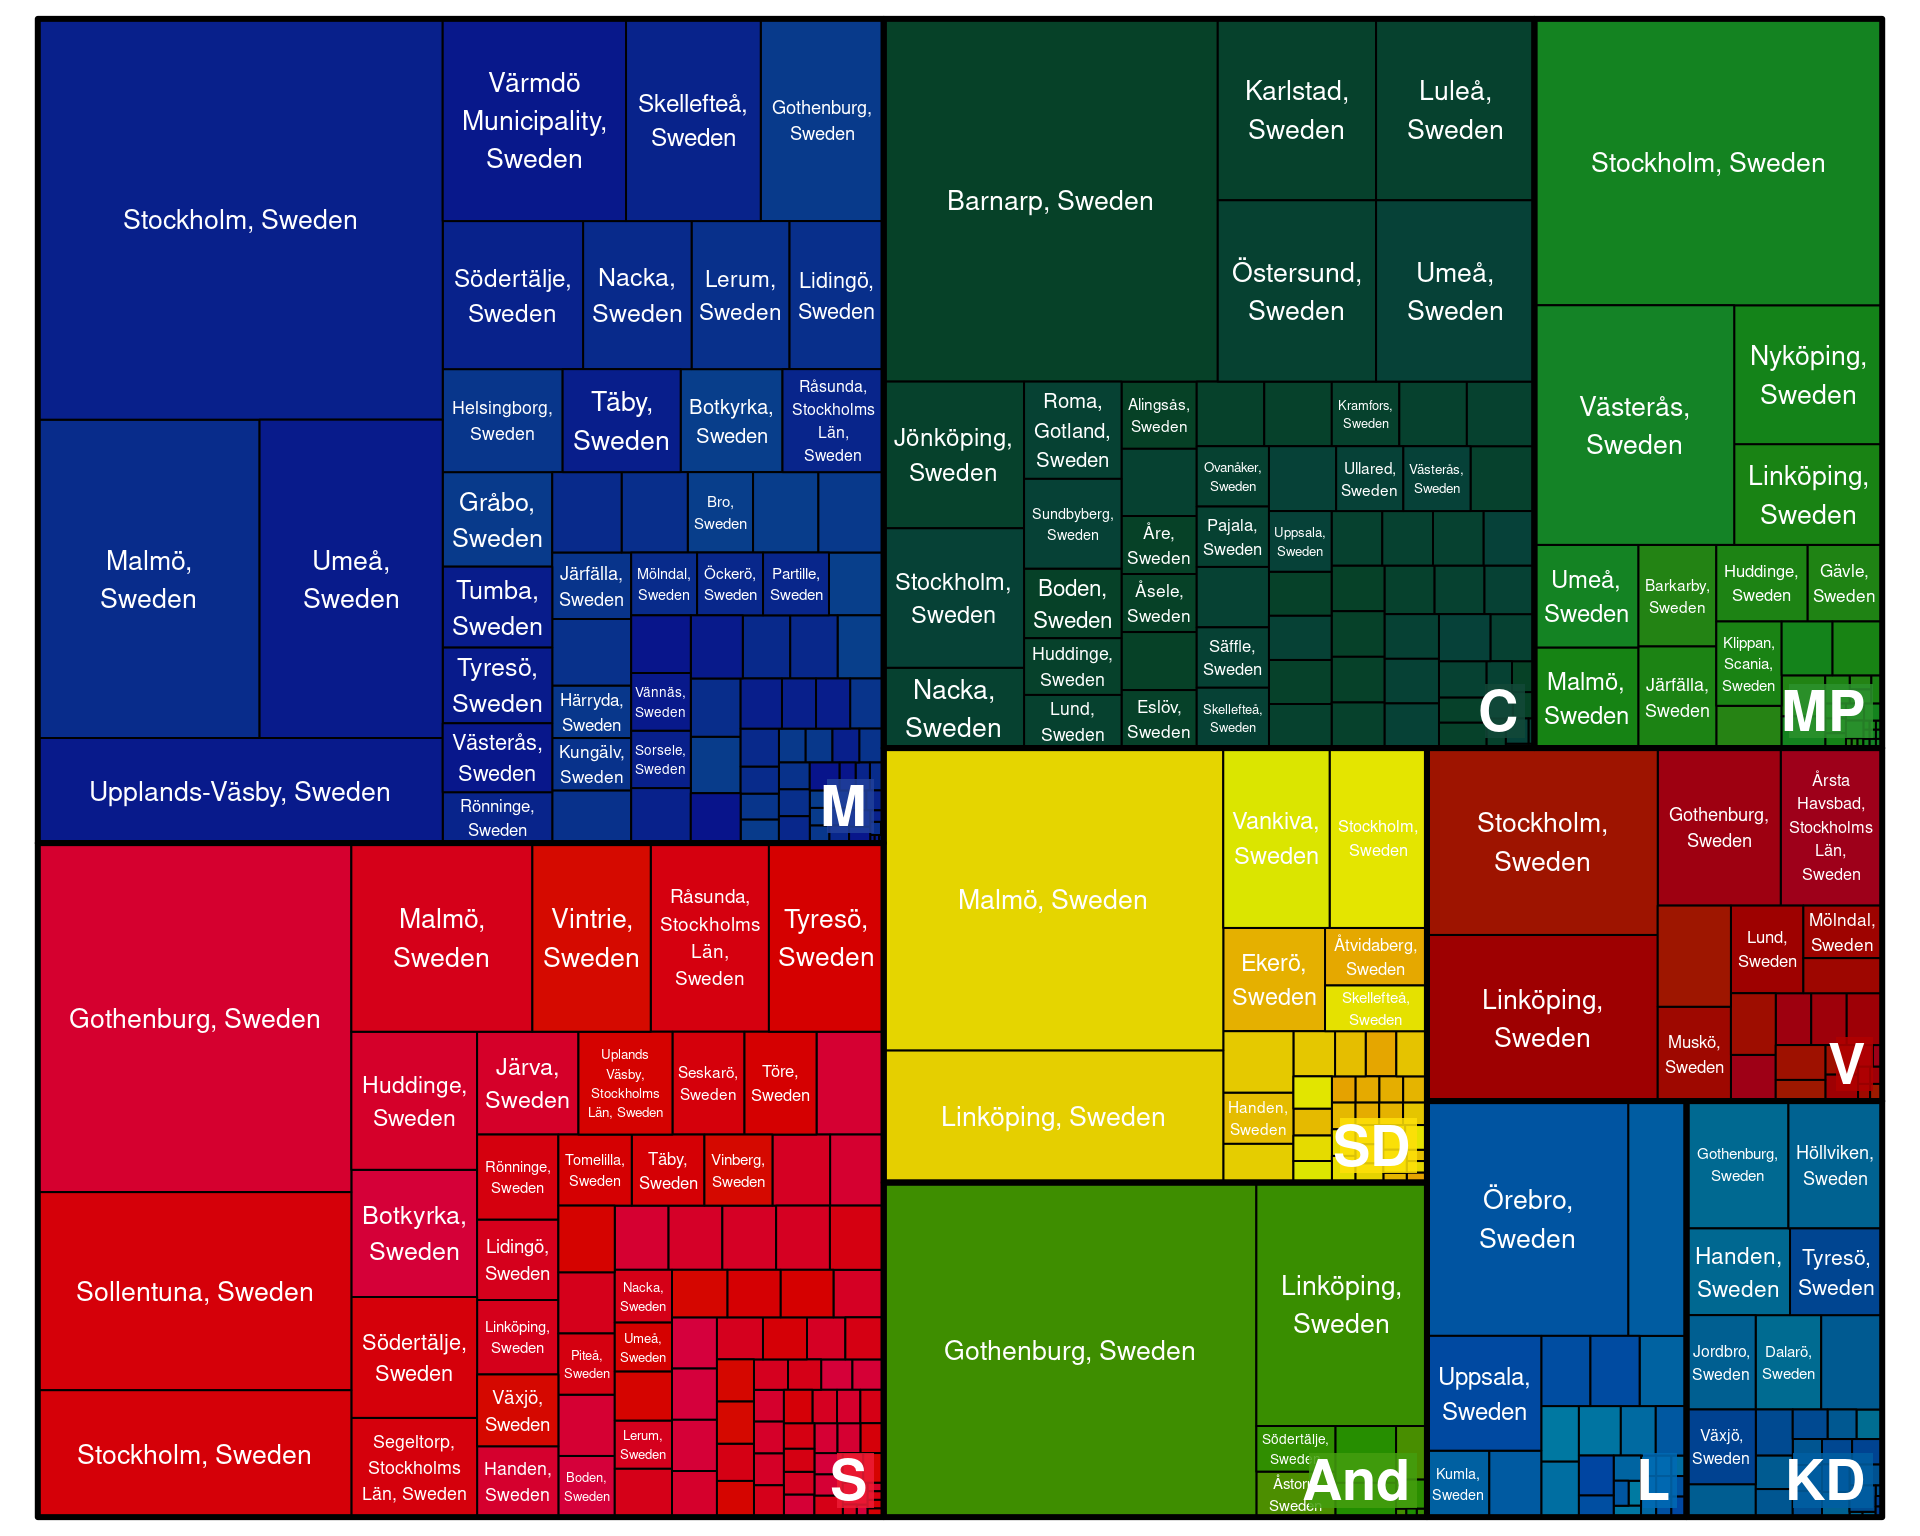 Stockholm, Sweden
Värmdö
Municipality,
Sweden
Skellefteå,
Sweden
Gothenburg,
Sweden
Södertälje,
Sweden
Nacka,
Sweden
Lerum,
Sweden
Lidingö,
Sweden
Helsingborg,
Sweden
Täby,
Sweden
Botkyrka,
Sweden
Råsunda,
Stockholms
Län,
Sweden
Malmö,
Sweden
Umeå,
Sweden
Upplands-Väsby, Sweden
Gråbo,
Sweden
Bro,
Sweden
Tumba,
Sweden
Järfälla,
Sweden
Mölndal,
Sweden
Öckerö,
Sweden
Partille,
Sweden
Tyresö,
Sweden
Härryda,
Sweden
Vännäs,
Sweden
Västerås,
Sweden
Kungälv,
Sweden
Sorsele,
Sweden
Rönninge,
Sweden
M
Barnarp, Sweden
Karlstad,
Sweden
Luleå,
Sweden
Östersund,
Sweden
Umeå,
Sweden
Jönköping,
Sweden
Stockholm,
Sweden
Nacka,
Sweden
Roma,
Gotland,
Sweden
Sundbyberg,
Sweden
Boden,
Sweden
Huddinge,
Sweden
Lund,
Sweden
Alingsås,
Sweden
Åre,
Sweden
Åsele,
Sweden
Eslöv,
Sweden
Kramfors,
Sweden
Ovanåker,
Sweden
Ullared,
Sweden
Västerås,
Sweden
Pajala,
Sweden
Uppsala,
Sweden
Säffle,
Sweden
Skellefteå,
Sweden
C
Stockholm, Sweden
Västerås,
Sweden
Nyköping,
Sweden
Linköping,
Sweden
Umeå,
Sweden
Barkarby,
Sweden
Huddinge,
Sweden
Gävle,
Sweden
Malmö,
Sweden
Järfälla,
Sweden
Klippan,
Scania,
Sweden
MP
Gothenburg, Sweden
Sollentuna, Sweden
Stockholm, Sweden
Malmö,
Sweden
Vintrie,
Sweden
Råsunda,
Stockholms
Län,
Sweden
Tyresö,
Sweden
Huddinge,
Sweden
Botkyrka,
Sweden
Södertälje,
Sweden
Segeltorp,
Stockholms
Län, Sweden
Järva,
Sweden
Uplands
Väsby,
Stockholms
Län, Sweden
Seskarö,
Sweden
Töre,
Sweden
Rönninge,
Sweden
Tomelilla,
Sweden
Täby,
Sweden
Vinberg,
Sweden
Lidingö,
Sweden
Linköping,
Sweden
Växjö,
Sweden
Handen,
Sweden
Piteå,
Sweden
Boden,
Sweden
Nacka,
Sweden
Umeå,
Sweden
Lerum,
Sweden
S
Malmö, Sweden
Linköping, Sweden
Vankiva,
Sweden
Stockholm,
Sweden
Ekerö,
Sweden
Åtvidaberg,
Sweden
Skellefteå,
Sweden
Handen,
Sweden
SD
Stockholm,
Sweden
Linköping,
Sweden
Gothenburg,
Sweden
Årsta
Havsbad,
Stockholms
Län,
Sweden
Lund,
Sweden
Mölndal,
Sweden
Muskö,
Sweden
V
Gothenburg, Sweden
Linköping,
Sweden
Södertälje,
Sweden
Åstorp,
Sweden
And
Örebro,
Sweden
Uppsala,
Sweden
Kumla,
Sweden
L
Gothenburg,
Sweden
Höllviken,
Sweden
Handen,
Sweden
Tyresö,
Sweden
Jordbro,
Sweden
Dalarö,
Sweden
Växjö,
Sweden
KD